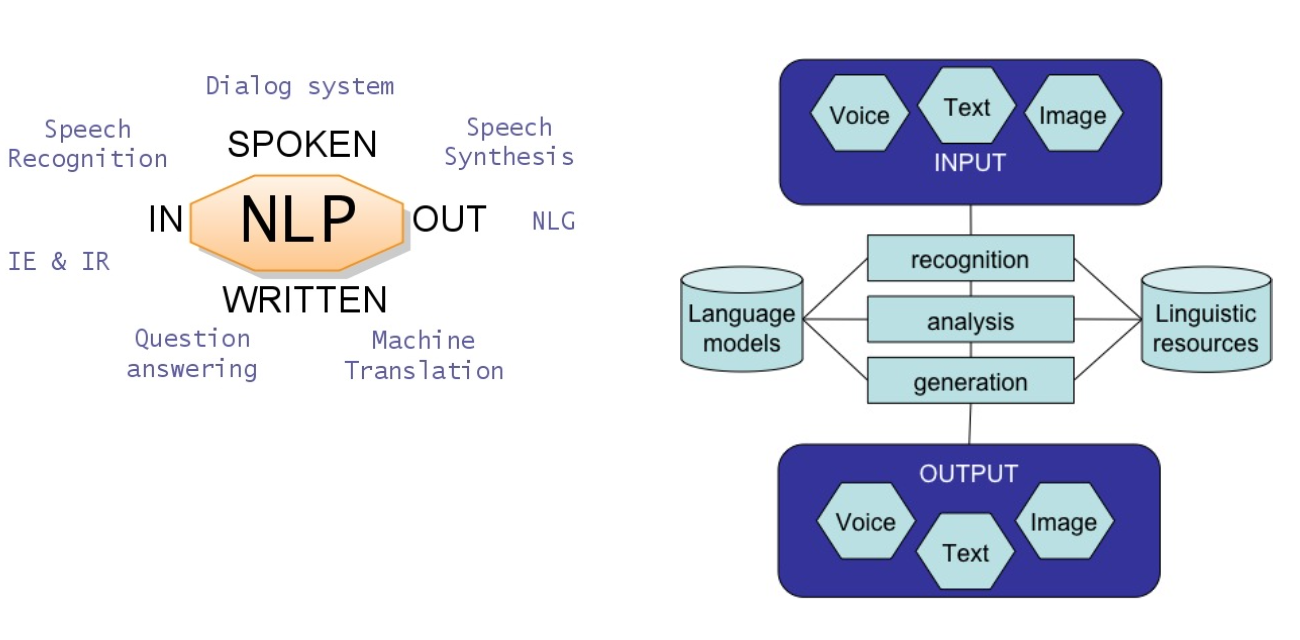 Dialog system
Speech
Recognition
SPOKEN
Speech
Synthesis
IN
NLP
OUT
NLG
IE & IR
WRITTEN
Question
answering
Machine
Translation
Voice
Text
Image
INPUT
recognition
Language
models
analysis
Linguistic
resources
generation
OUTPUT
Voice
Text
Image